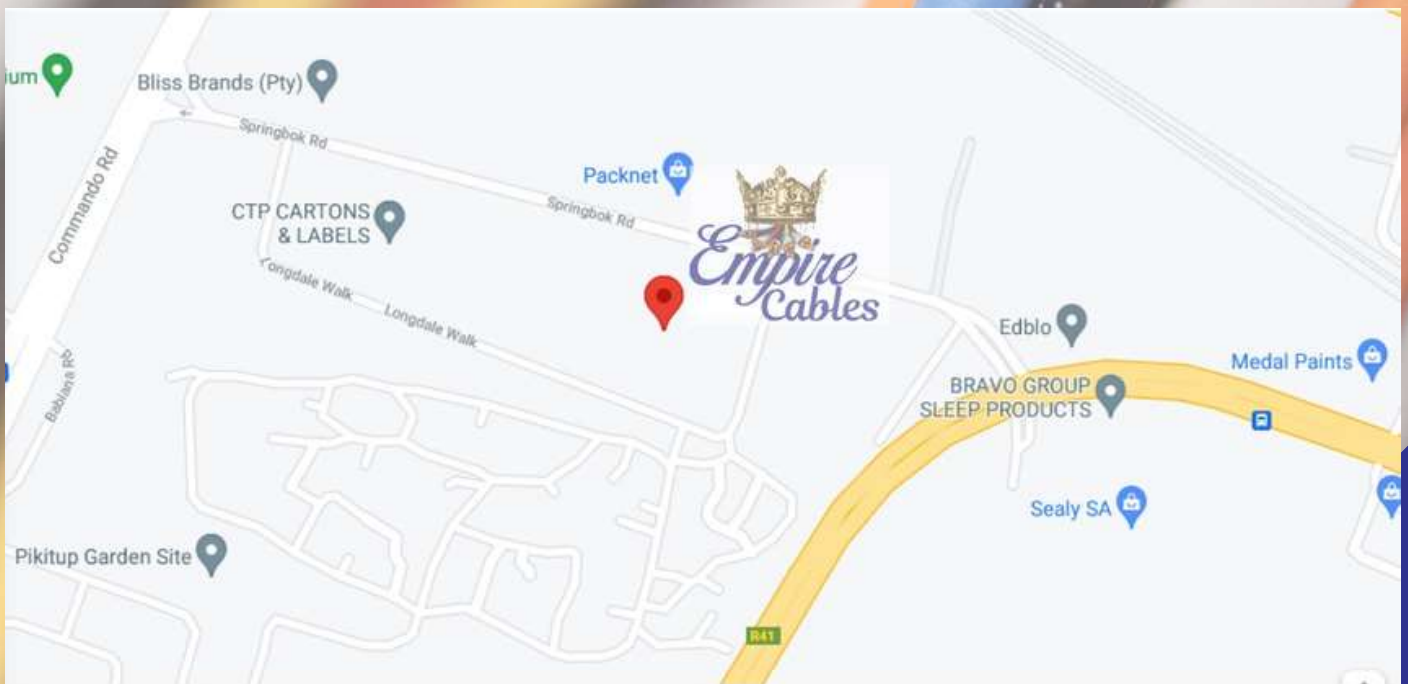 ium
Bliss Brands (Pty)
Springbok Rd
Commando Rd
Packnet
CTP CARTONS
& LABELS
Springbok Rd
Empire
Cables
Longdale Walk
Longdale Walk
Edblo
Medal Paints
Babiana Rd
BRAVO GROUP
SLEEP PRODUCTS
Sealy SA
Pikitup Garden Site
R41